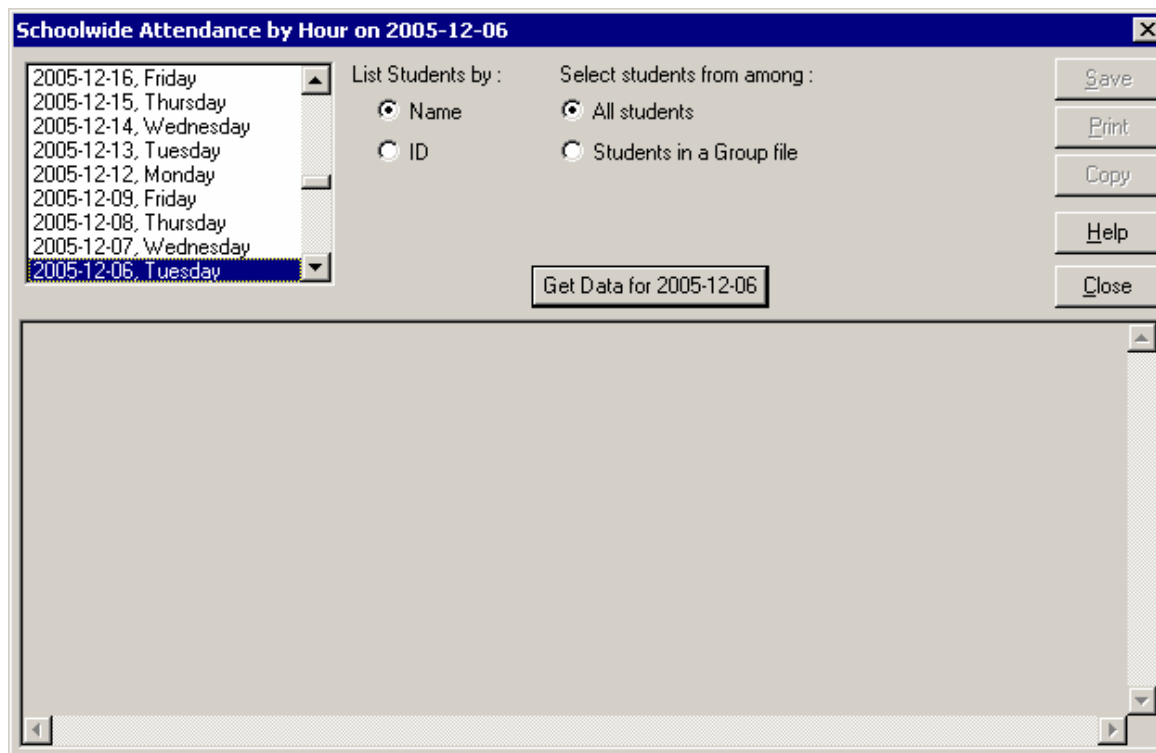 Schoolwide Attendance by Hour on 2005-12-06
2005-12-16, Friday
2005-12-15, Thursday
2005-12-14, Wednesday
2005-12-13, Tuesday
2005-12-12, Monday
2005-12-09, Friday
2005-12-08, Thursday
2005-12-07, Wednesday
2005-12-06, Tuesday
List Students by :
Name
ID
Select students from among :
All students
Students in a Group file
Get Data for 2005-12-06
Save
Print
Copy
Help
Close